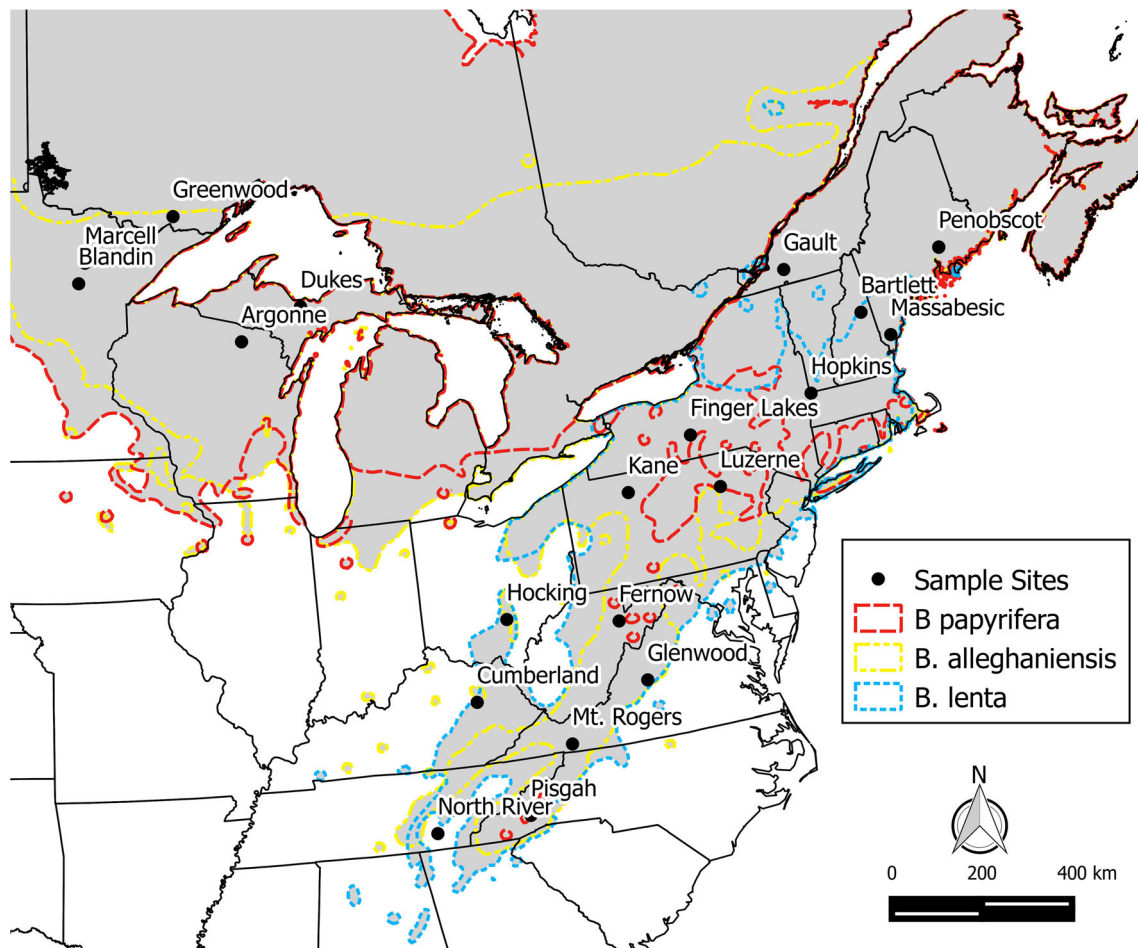 Greenwood
Marcell
Blandin
Dukes
Argonne
Penobscot
Gault
Bartlett
Massabesic
Hopkins
Finger Lakes
Kane
Luzerne
Hocking
Fernow
Glenwood
Cumberland
Mt. Rogers
Pisgah
North River
Sample Sites
B papyrifera
B. alleghaniensis
B. lenta
N
0 200 400 km